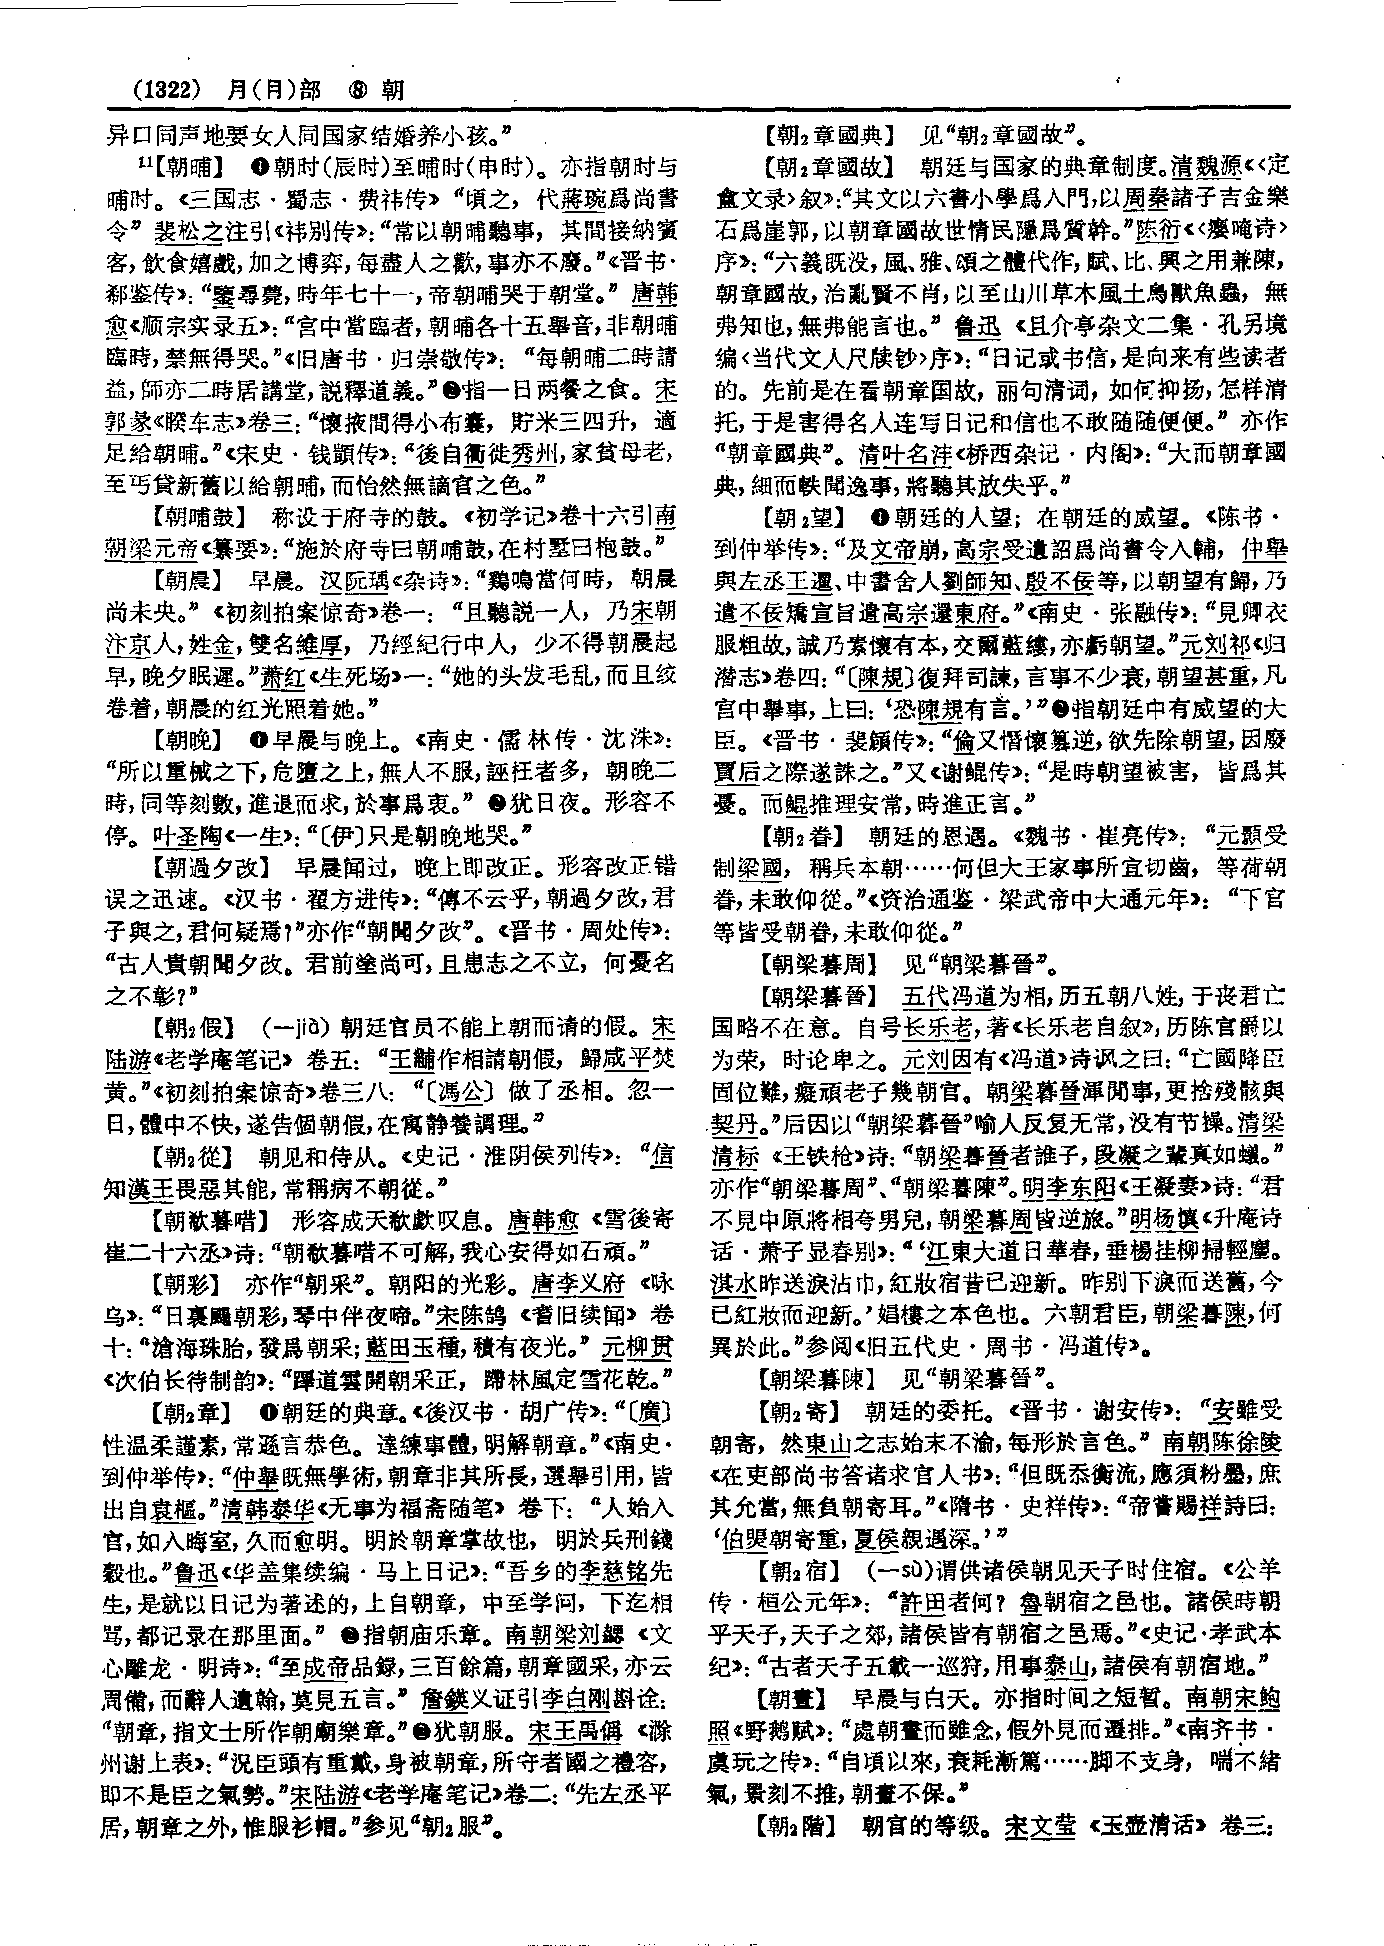 (1322) 月(月)部 ⑧ 朝
异口同声地要女人同国家结婚养小孩。”
11【朝晡】 ❶朝时(辰时)至晡时(申时)。亦指朝时与
晡时。《三国志·蜀志·费祎传》“頃之，代蔣琬爲尚書
令”裴松之注引《祎别传》：“常以朝晡聽事，其間接納賓
客，飲食嬉戲，加之博弈，每盡人之歡，事亦不廢。”《晋书·
郗鉴传》：“鑒尋薨，時年七十一，帝朝晡哭于朝堂。”唐韩
愈《顺宗实录五》：“宫中當臨者，朝晡各十五舉音，非朝晡
臨時，禁無得哭。”《旧唐书·归崇敬传》：“每朝晡二時請
益，師亦二時居講堂，説釋道義。”❷指一日两餐之食。宋
郭彖《睽车志》卷三：“懷掖間得小布囊，貯米三四升，適
足給朝晡。”《宋史·钱顗传》：“後自衢徙秀州，家貧母老，
至丐貸新舊以給朝晡，而怡然無謫官之色。”
【朝晡鼓】 称设于府寺的鼓。《初学记》卷十六引南
朝梁元帝《纂要》：“施於府寺曰朝晡鼓，在村墅曰枹鼓。”
【朝晨】 早晨。汉阮瑀《杂诗》：“鷄鳴當何時，朝晨
尚未央。”《初刻拍案惊奇》卷一：“且聽説一人，乃宋朝
汴京人，姓金，雙名維厚，乃經紀行中人，少不得朝晨起
早，晚夕眠遲。”萧红《生死场》一：“她的头发毛乱，而且绞
卷着，朝晨的红光照着她。”
【朝晚】 ❶早晨与晚上。《南史·儒林传·沈洙》：
“所以重械之下，危墮之上，無人不服，誣枉者多，朝晚二
時，同等刻數，進退而求，於事爲衷。”❷犹日夜。形容不
停。叶圣陶《一生》：“〔伊〕只是朝晚地哭。”
【朝過夕改】 早晨闻过，晚上即改正。形容改正错
误之迅速。《汉书·翟方进传》：“傳不云乎，朝過夕改，君
子與之，君何疑焉？”亦作“朝聞夕改”。《晋书·周处传》：
“古人貴朝聞夕改。君前塗尚可，且患志之不立，何憂名
之不彰？”
【朝2假】 (—jià) 朝廷官员不能上朝而请的假。宋
陆游《老学庵笔记》卷五：“王黼作相請朝假，歸咸平焚
黄。”《初刻拍案惊奇》卷三八：“〔馮公〕做了丞相。忽一
日，體中不快，遂告個朝假，在寓静養調理。”
【朝2從】 朝见和侍从。《史记·淮阴侯列传》：“信
知漢王畏惡其能，常稱病不朝從。”
【朝欷暮唶】 形容成天欷歔叹息。唐韩愈《雪後寄
崔二十六丞》诗：“朝欷暮唶不可解，我心安得如石頑。”
【朝彩】 亦作“朝采”。朝阳的光彩。唐李义府《咏
乌》：“日裏颺朝彩，琴中伴夜啼。”宋陈鹄《耆旧续闻》卷
十：“滄海珠胎，發爲朝采；藍田玉種，積有夜光。”元柳贯
《次伯长待制韵》：“蹕道雲開朝采正，蹛林風定雪花乾。”
【朝2章】 ❶朝廷的典章。《後汉书·胡广传》：“〔廣〕
性温柔謹素，常遜言恭色。達練事體，明解朝章。”《南史·
到仲举传》：“仲舉既無學術，朝章非其所長，選舉引用，皆
出自袁樞。”清韩泰华《无事为福斋随笔》卷下：“人始入
官，如入晦室，久而愈明。明於朝章掌故也，明於兵刑錢
穀也。”鲁迅《华盖集续编·马上日记》：“吾乡的李慈铭先
生，是就以日记为著述的，上自朝章，中至学问，下迄相
骂，都记录在那里面。”❷指朝庙乐章。南朝梁刘勰《文
心雕龙·明诗》：“至成帝品録，三百餘篇，朝章國采，亦云
周備，而辭人遺翰，莫見五言。”詹鍈义证引李白刚斟诠：
“朝章，指文士所作朝廟樂章。”❸犹朝服。宋王禹偁《滁
州谢上表》：“況臣頭有重戴，身被朝章，所守者國之禮容，
即不是臣之氣勢。”宋陆游《老学庵笔记》卷二：“先左丞平
居，朝章之外，惟服衫帽。”参见“朝2服”。
【朝2章國典】 见“朝2章國故”。
【朝2章國故】 朝廷与国家的典章制度。清魏源《〈定
盦文录〉叙》：“其文以六書小學爲入門，以周秦諸子吉金樂
石爲崖郭，以朝章國故世情民隱爲質幹。”陈衍《〈瘿唵诗〉
序》：“六義既没，風、雅、頌之體代作，賦、比、興之用兼陳，
朝章國故，治亂賢不肖，以至山川草木風土鳥獸魚蟲，無
弗知也，無弗能言也。”鲁迅《且介亭杂文二集·孔另境
编〈当代文人尺牍钞〉序》：“日记或书信，是向来有些读者
的。先前是在看朝章国故，丽句清词，如何抑扬，怎样请
托，于是害得名人连写日记和信也不敢随随便便。”亦作
“朝章國典”。清叶名沣《桥西杂记·内阁》：“大而朝章國
典，細而軼聞逸事，將聽其放失乎。”
【朝2望】 ❶朝廷的人望；在朝廷的威望。《陈书·
到仲举传》：“及文帝崩，高宗受遺詔爲尚書令入輔，仲舉
與左丞王暹、中書舍人劉師知、殷不佞等，以朝望有歸，乃
遣不佞矯宣旨遣高宗還東府。”《南史·张融传》：“見卿衣
服粗故，誠乃素懷有本，交爾藍縷，亦虧朝望。”元刘祁《归
潜志》卷四：“〔陳規〕復拜司諫，言事不少衰，朝望甚重，凡
宫中舉事，上曰：‘恐陳規有言。’”❷指朝廷中有威望的大
臣。《晋书·裴頠传》：“倫又憯懷篡逆，欲先除朝望，因廢
賈后之際遂誅之。”又《谢鲲传》：“是時朝望被害，皆爲其
憂。而鯤推理安常，時進正言。”
【朝2眷】 朝廷的恩遇。《魏书·崔亮传》：“元顥受
制梁國，稱兵本朝……何但大王家事所宜切齒，等荷朝
眷，未敢仰從。”《资治通鉴·梁武帝中大通元年》：“下官
等皆受朝眷，未敢仰從。”
【朝梁暮周】 见“朝梁暮晉”。
【朝梁暮晉】 五代冯道为相，历五朝八姓，于丧君亡
国略不在意。自号长乐老，著《长乐老自叙》，历陈官爵以
为荣，时论卑之。元刘因有《冯道》诗讽之曰：“亡國降臣
固位難，癡頑老子幾朝官。朝梁暮晉渾閒事，更捨殘骸與
契丹。”后因以“朝梁暮晉”喻人反复无常，没有节操。清梁
清标《王铁枪》诗：“朝梁暮晉者誰子，段凝之輩真如蟻。”
亦作“朝梁暮周”、“朝梁暮陳”。明李东阳《王凝妻》诗：“君
不見中原將相夸男兒，朝梁暮周皆逆旅。”明杨慎《升庵诗
话·萧子显春别》：“‘江東大道日華春，垂楊挂柳掃輕塵。
淇水昨送淚沾巾，紅妝宿昔已迎新。昨别下淚而送舊，今
已紅妝而迎新。’娼樓之本色也。六朝君臣，朝梁暮陳，何
異於此。”参阅《旧五代史·周书·冯道传》。
【朝梁暮陳】 见“朝梁暮晉”。
【朝2寄】 朝廷的委托。《晋书·谢安传》：“安雖受
朝寄，然東山之志始末不渝，每形於言色。”南朝陈徐陵
《在吏部尚书答诸求官人书》：“但既忝衡流，應須粉墨，庶
其允當，無負朝寄耳。”《隋书·史祥传》：“帝嘗賜祥詩曰：
‘伯㷟朝寄重，夏侯親遇深。’”
【朝2宿】 (—sù)谓供诸侯朝见天子时住宿。《公羊
传·桓公元年》：“許田者何？魯朝宿之邑也。諸侯時朝
乎天子，天子之郊，諸侯皆有朝宿之邑焉。”《史记·孝武本
纪》：“古者天子五載一巡狩，用事泰山，諸侯有朝宿地。”
【朝晝】 早晨与白天。亦指时间之短暂。南朝宋鲍
照《野鹅赋》：“處朝晝而雖念，假外見而遷排。”《南齐书·
虞玩之传》：“自頃以來，衰耗漸篤……脚不支身，喘不緒
氣，景刻不推，朝晝不保。”
【朝2階】 朝官的等级。宋文莹《玉壶清话》卷三：